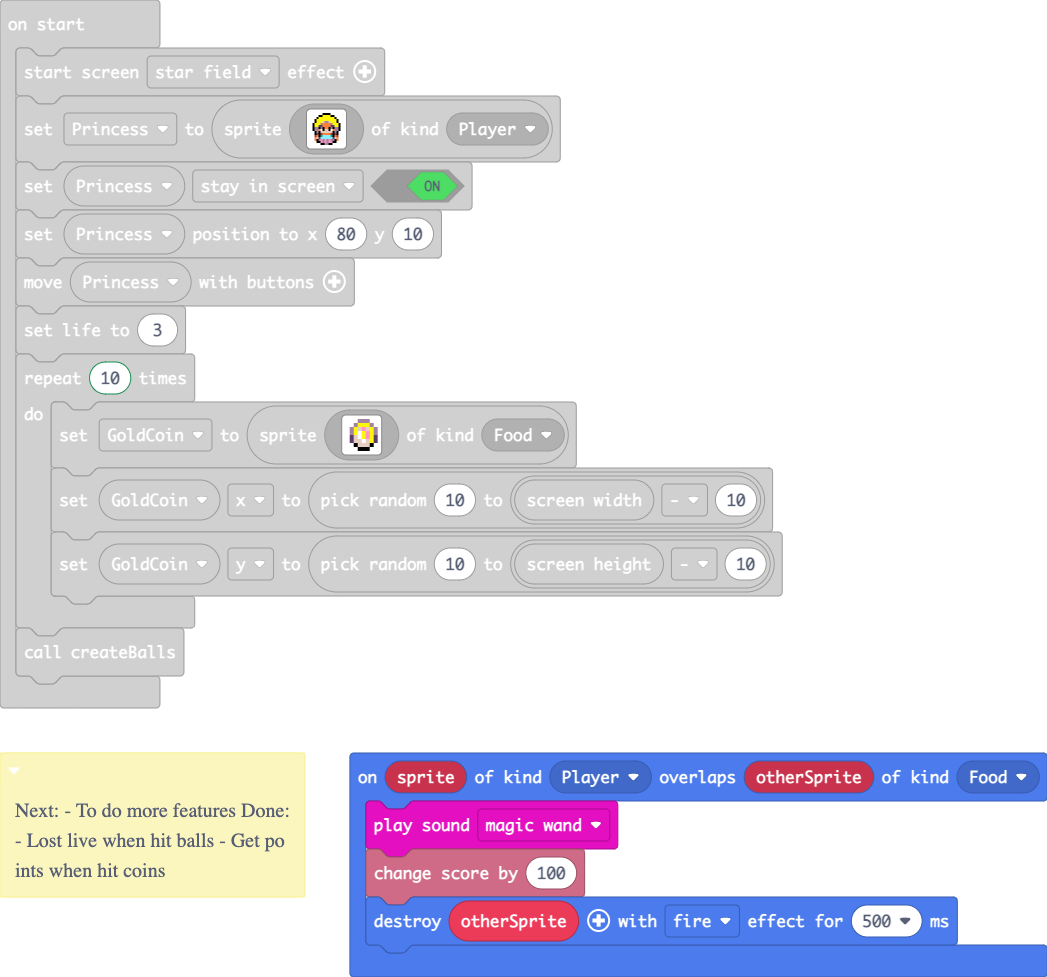 on start
start screen star field effect
set Princess to sprite of kind Player
set Princess stay in screen ON
set Princess position to x 80 y 10
move Princess with buttons
set life to 3
repeat 10 times
do
set GoldCoin to sprite of kind Food
set GoldCoin x to pick random 10 to screen width - 10
set GoldCoin y to pick random 10 to screen height - 10
call createBalls
Next: - To do more features Done:
- Lost live when hit balls - Get po
ints when hit coins
on sprite of kind Player overlaps otherSprite of kind Food
play sound magic wand
change score by 100
destroy otherSprite with fire effect for 500 ms